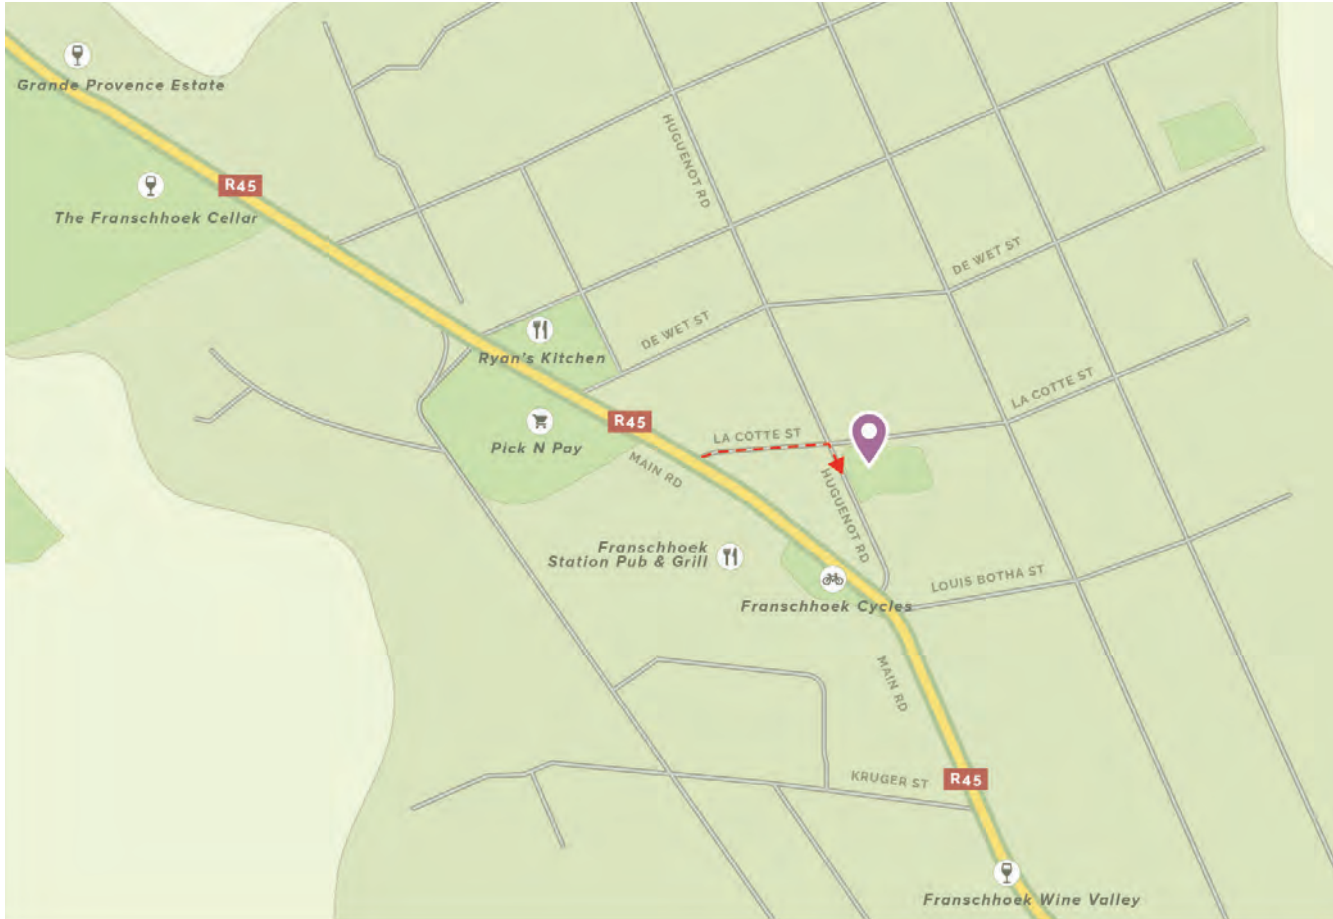 Grande Provence Estate
HUGUENOT RD
R45
The Franschhoek Cellar
DE WET ST
DE WET ST
Ryan's Kitchen
LA COTTE ST
R45
LA COTTE ST
Pick N Pay
MAIN RD
HUGUENOT RD
Franschhoek
Station Pub & Grill
LOUIS BOTHA ST
Franschhoek Cycles
MAIN RD
KRUGER ST
R45
Franschhoek Wine Valley